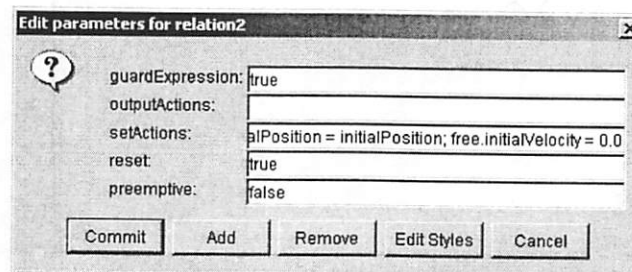 Edit parameters for relation2
guardExpression: true
outputActions:
setActions: alPosition = initialPosition; free.initialVelocity = 0.0
reset: true
preemptive: false
Commit Add Remove Edit Styles Cancel